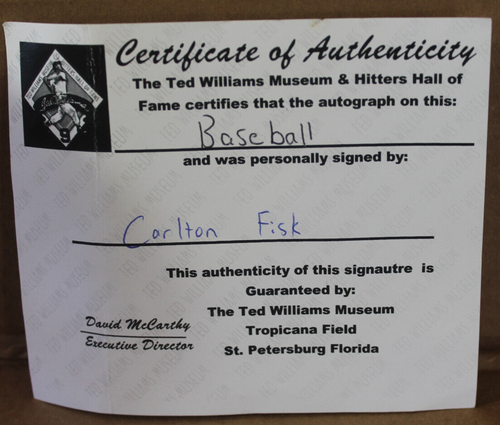 Certificate of Authenticity
The Ted Williams Museum & Hitters Hall of
Fame certifies that the autograph on this:
Baseball
and was personally signed by:
Carlton Fisk
This authenticity of this signautre is
Guaranteed by:
The Ted Williams Museum
Tropicana Field
St. Petersburg Florida
David McCarthy
Executive Director